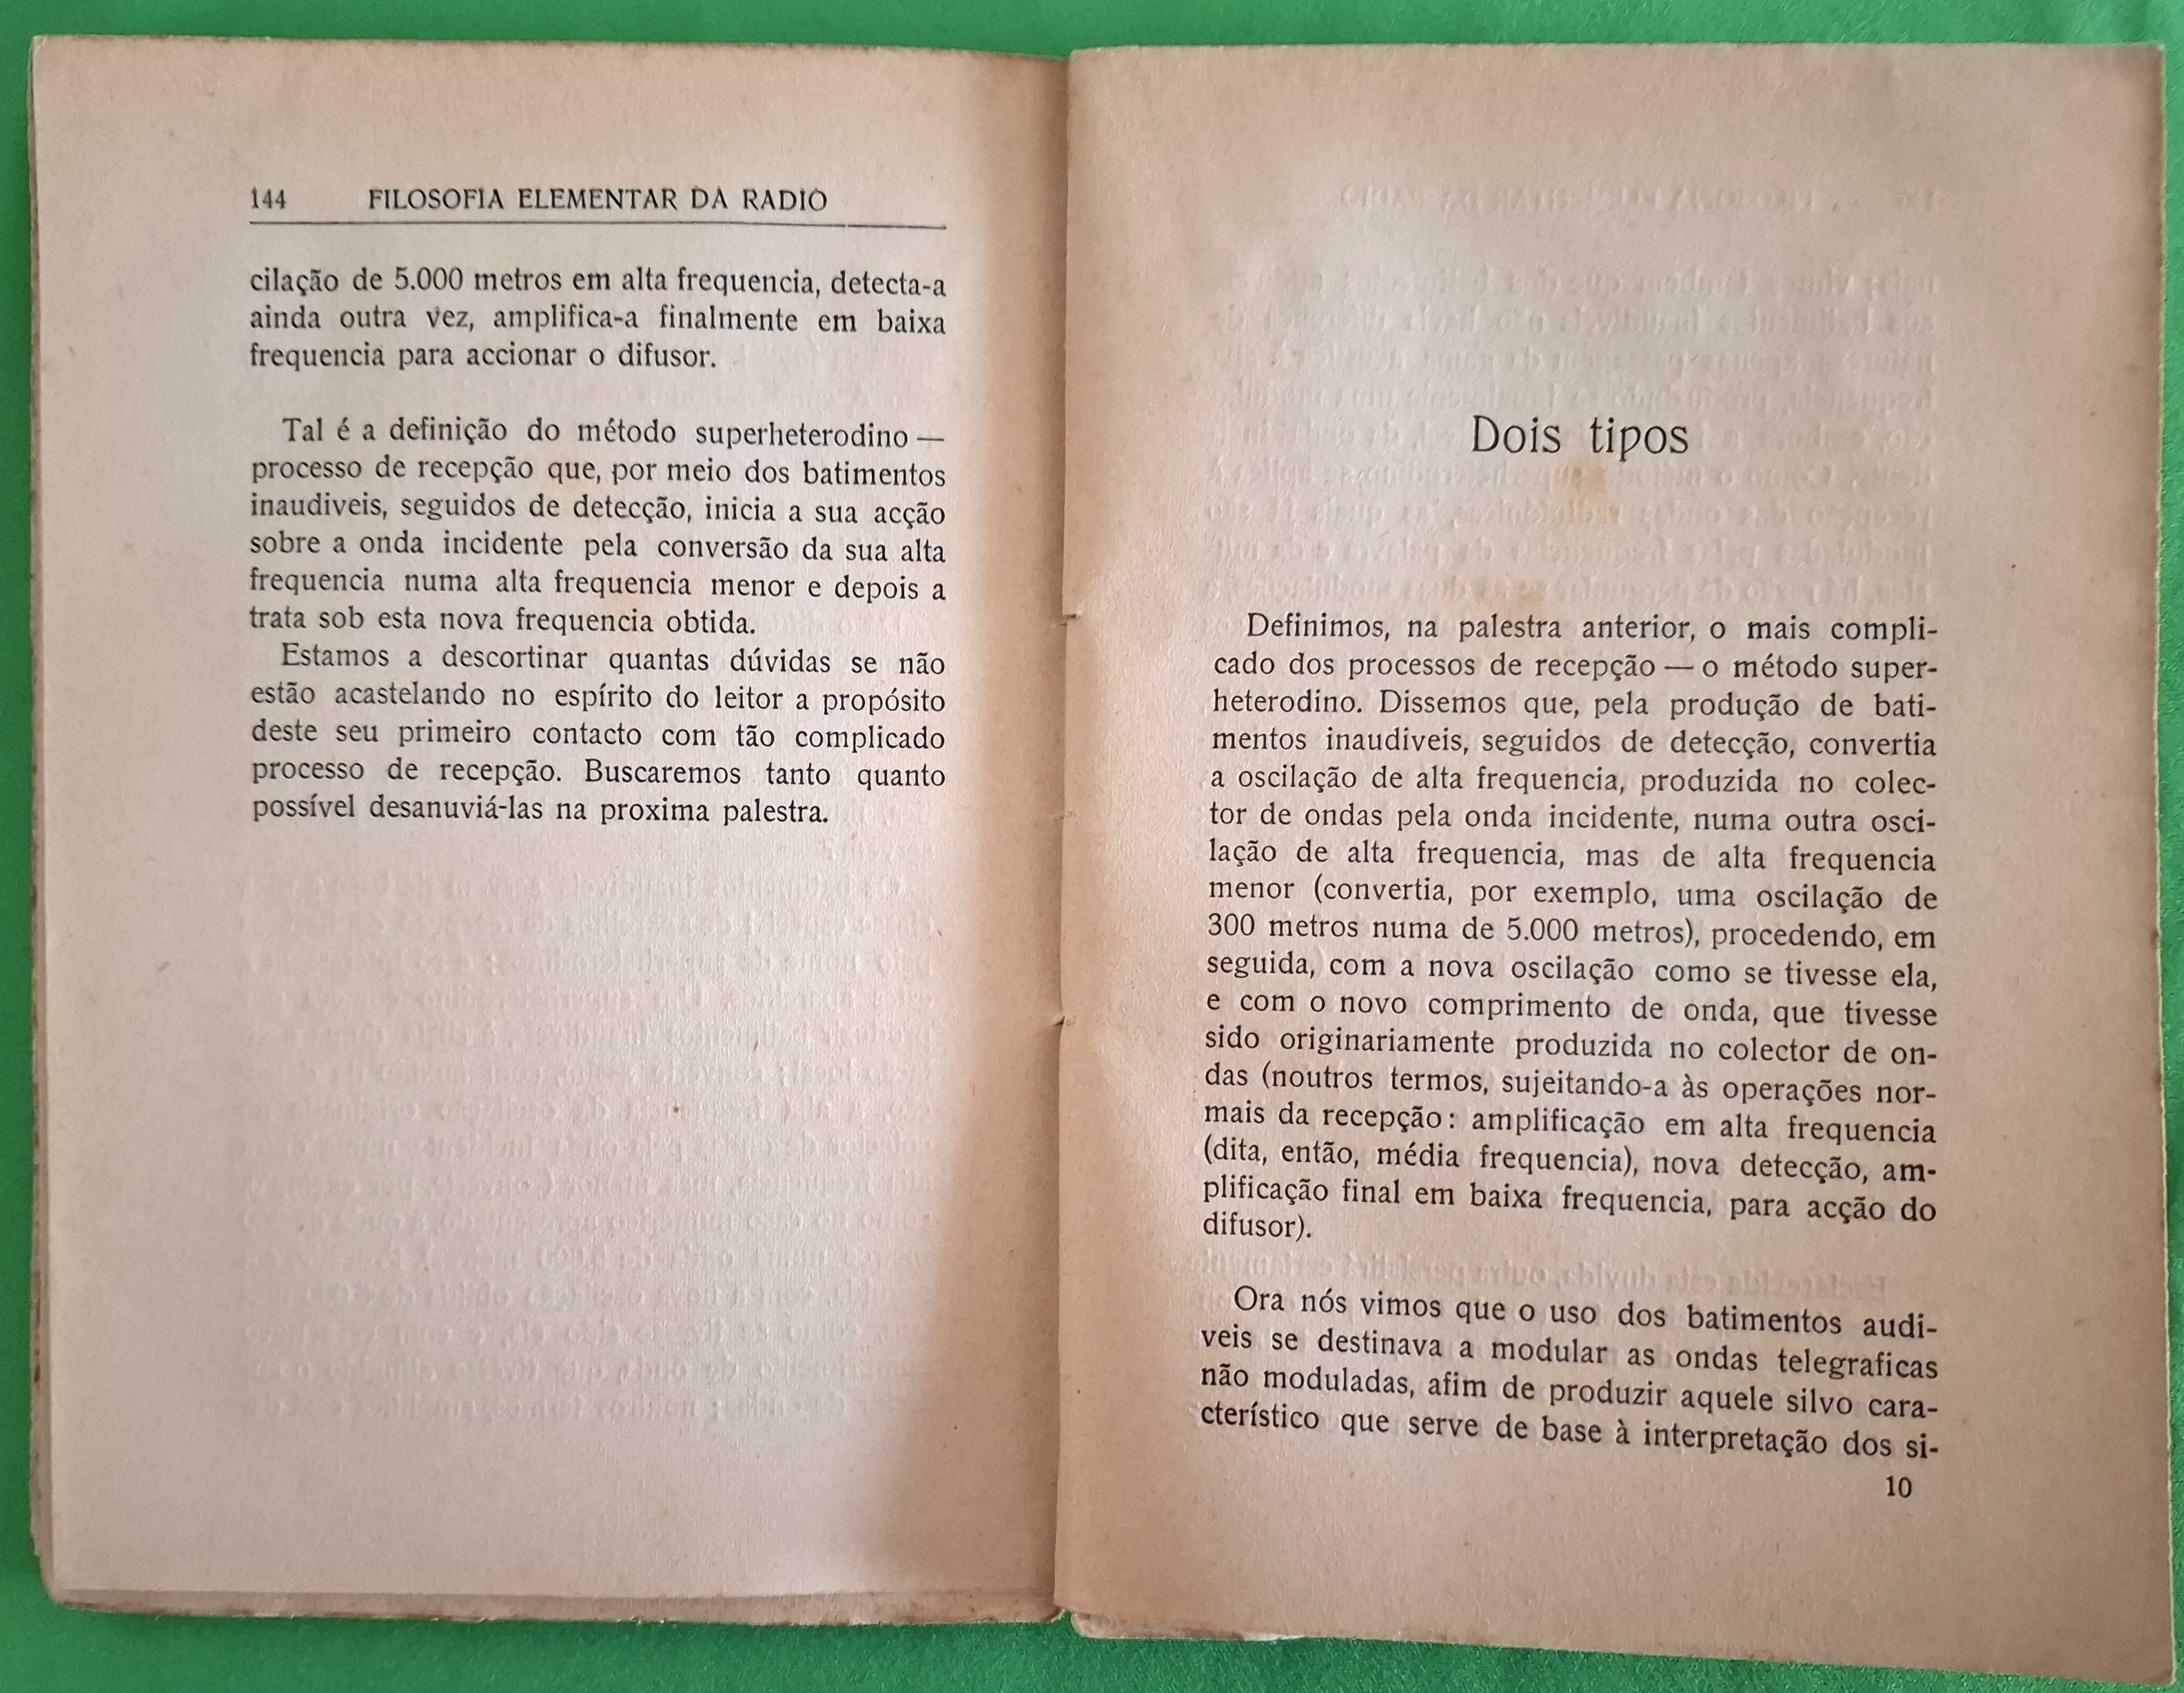 144 FILOSOFIA ELEMENTAR DA RADIO
cilação de 5.000 metros em alta frequencia, detecta-a
ainda outra vez, amplifica-a finalmente em baixa
frequencia para accionar o difusor.
Tal é a definição do método superheterodino —
processo de recepção que, por meio dos batimentos
inaudiveis, seguidos de detecção, inicia a sua acção
sobre a onda incidente pela conversão da sua alta
frequencia numa alta frequencia menor e depois a
trata sob esta nova frequencia obtida.
Estamos a descortinar quantas dúvidas se não
estão acastelando no espírito do leitor a propósito
deste seu primeiro contacto com tão complicado
processo de recepção. Buscaremos tanto quanto
possível desanuviá-las na proxima palestra.
Dois tipos
Definimos, na palestra anterior, o mais compli-
cado dos processos de recepção — o método super-
heterodino. Dissemos que, pela produção de bati-
mentos inaudiveis, seguidos de detecção, convertia
a oscilação de alta frequencia, produzida no colec-
tor de ondas pela onda incidente, numa outra osci-
lação de alta frequencia, mas de alta frequencia
menor (convertia, por exemplo, uma oscilação de
300 metros numa de 5.000 metros), procedendo, em
seguida, com a nova oscilação como se tivesse ela,
e com o novo comprimento de onda, que tivesse
sido originariamente produzida no colector de on-
das (noutros termos, sujeitando-a às operações nor-
mais da recepção: amplificação em alta frequencia
(dita, então, média frequencia), nova detecção, am-
plificação final em baixa frequencia, para acção do
difusor).
Ora nós vimos que o uso dos batimentos audi-
veis se destinava a modular as ondas telegraficas
não moduladas, afim de produzir aquele silvo cara-
cterístico que serve de base à interpretação dos si-
10